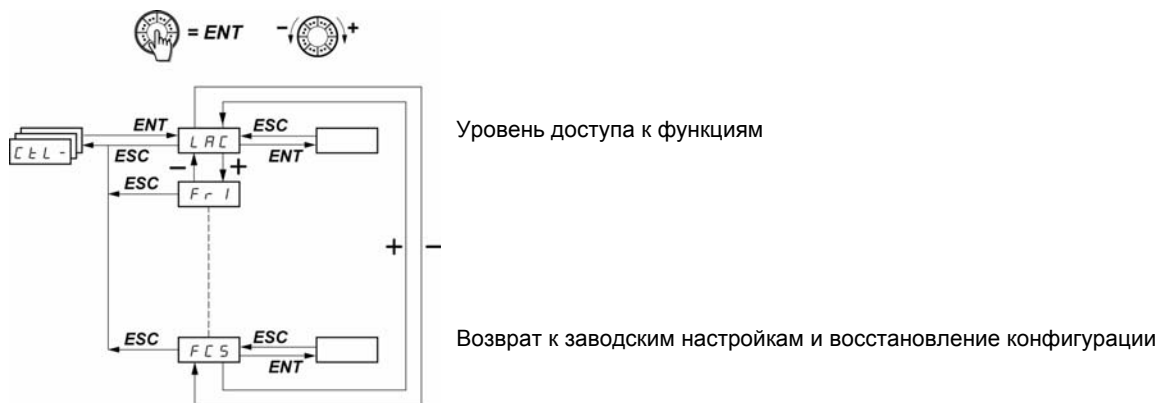 = ENT - +
ENT ESC Уровень доступа к функциям
CtL- LAC
ESC ENT
- +
ESC
Fr1
+ -
ESC ESC Возврат к заводским настройкам и восстановление конфигурации
FCS
ENT